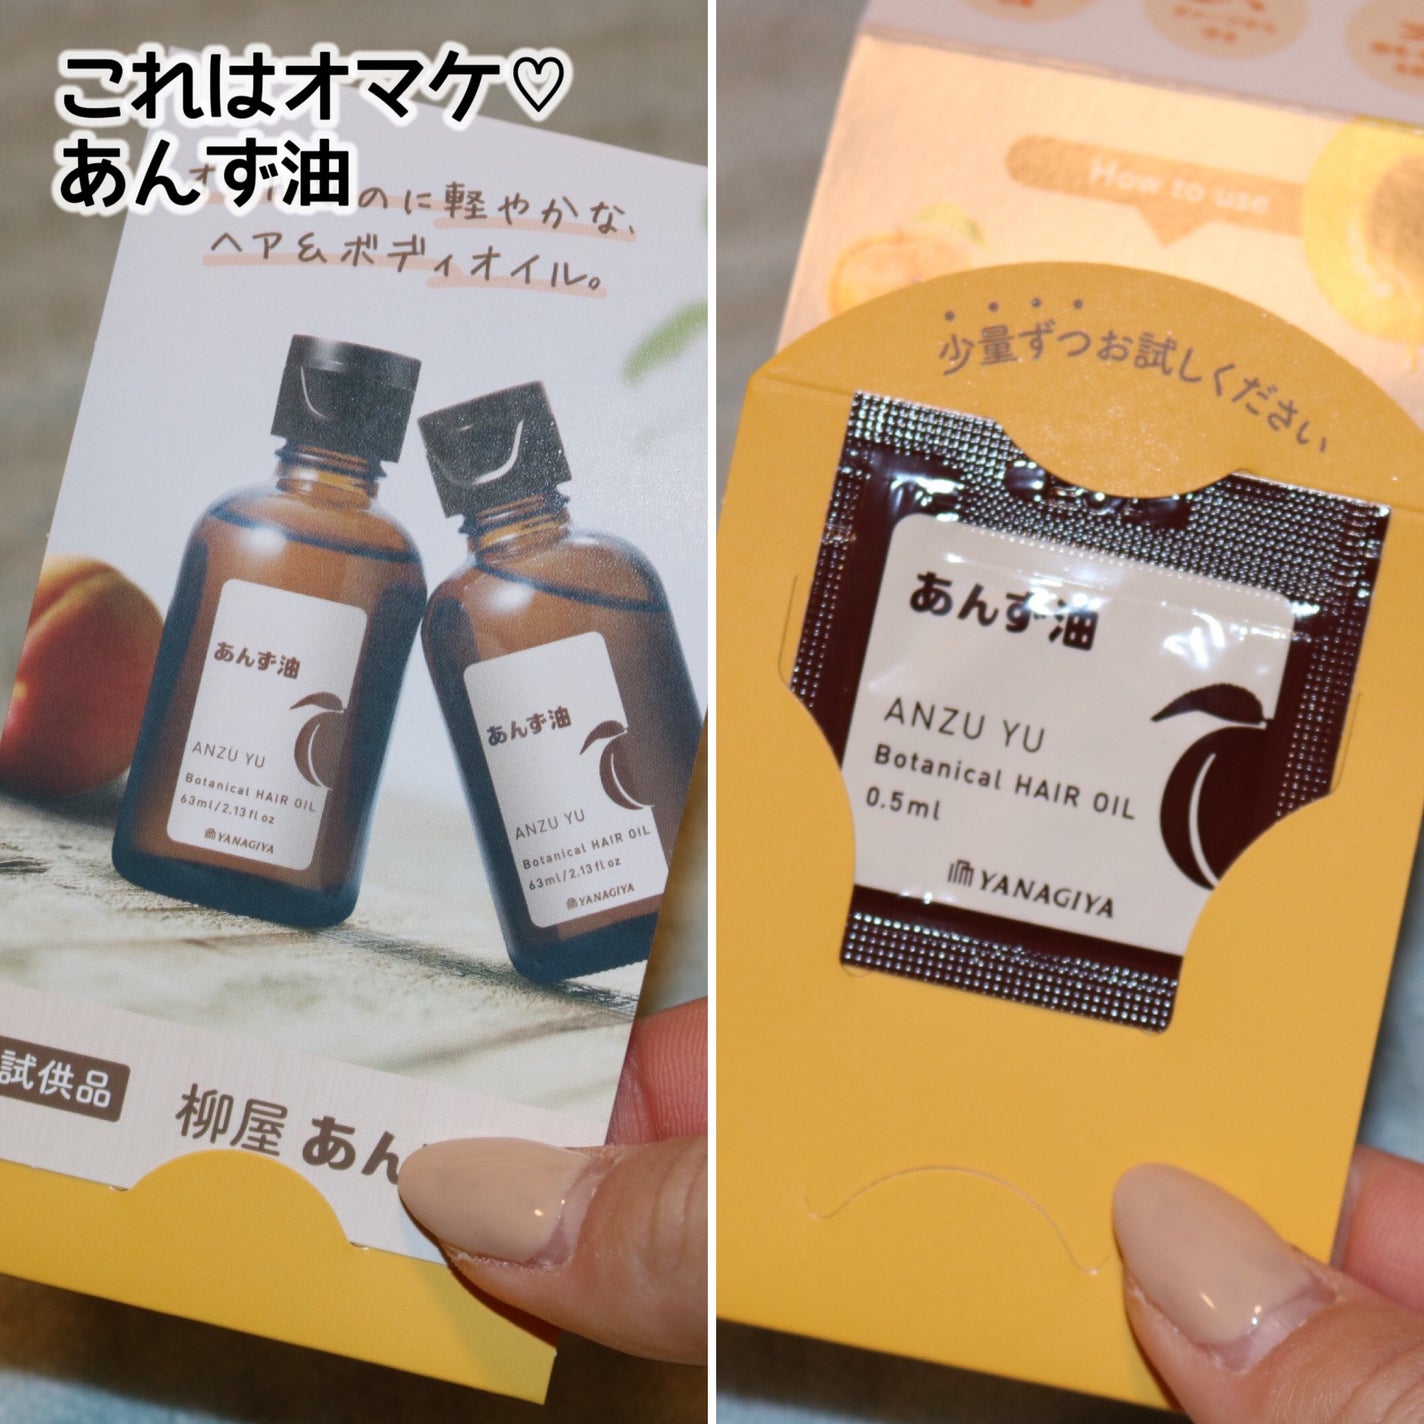 これはオマケ♡
あんず油
のに軽やかな、
ヘア&ボディオイル。
あんず油
ANZU YU
Botanical HAIR OIL
63ml/2.13fl oz
YANAGIYA
あんず油
ANZU YU
Botanical HAIR OIL
63ml/2.13fl oz
YANAGIYA
試供品
柳屋 あん
How to use
少量ずつお試しください
あんず油
ANZU YU
Botanical HAIR OIL
0.5ml
YANAGIYA